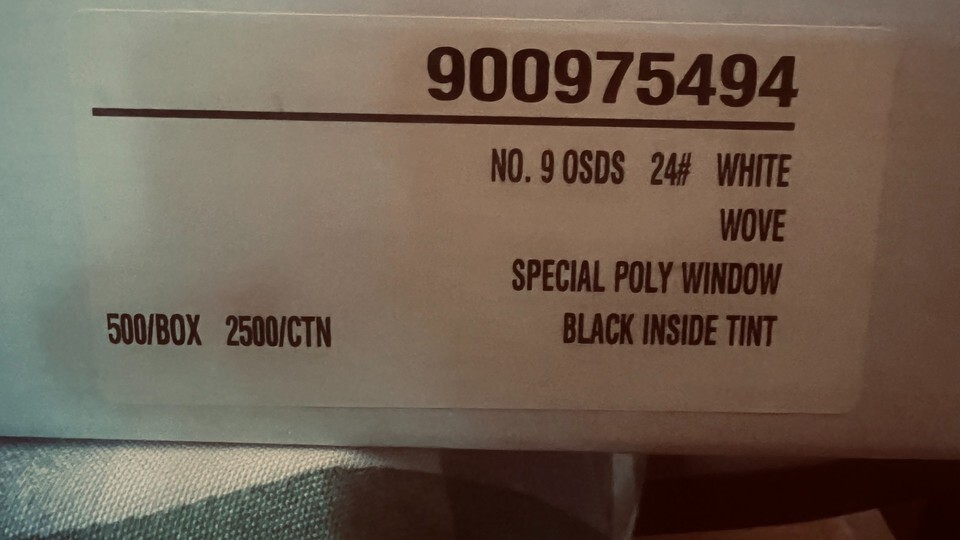 900975494
NO. 9 OSDS 24# WHITE
WOVE
SPECIAL POLY WINDOW
500/BOX 2500/CTN BLACK INSIDE TINT